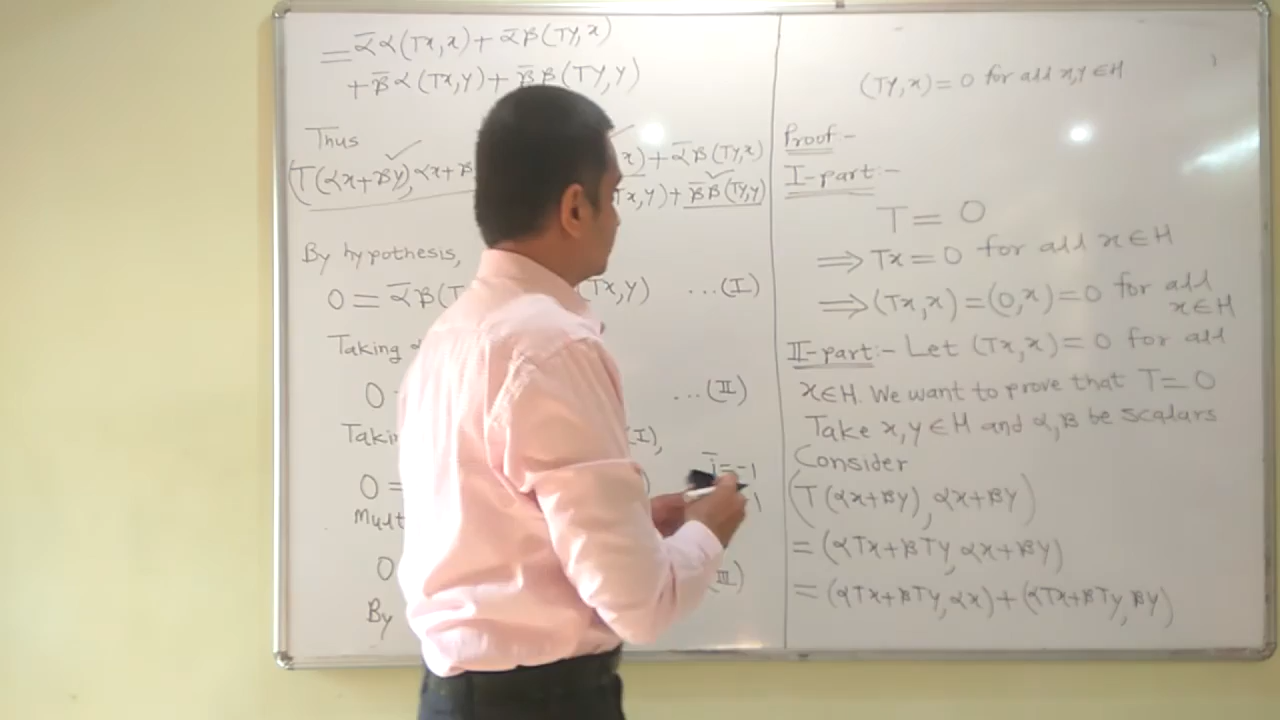 = ᾱα(Tx,x) + ᾱβ(Ty,x)
+ β̄α(Tx,y) + β̄β(Ty,y)
Thus
(T(αx+βy),αx+β x) + ᾱβ(Ty,x)
Tx,y) + β̄β(Ty,y)
By hypothesis,
0 = ᾱβ(T Tx,y) ...(I)
Taking
0 ...(II)
(I),
0 =
-1
Mult
0 (III)
By
(Ty,x) = 0 for all x,y ∈ H
Proof:-
I-part:-
T = 0
⟹ Tx = 0 for all x ∈ H
⟹ (Tx,x) = (0,x) = 0 for all
x ∈ H
II-part:- Let (Tx,x) = 0 for all
x ∈ H. We want to prove that T = 0
Take x,y ∈ H and α,β be scalars
Consider
(T(αx+βy), αx+βy)
= (αTx+βTy, αx+βy)
= (αTx+βTy, αx) + (αTx+βTy, βy)